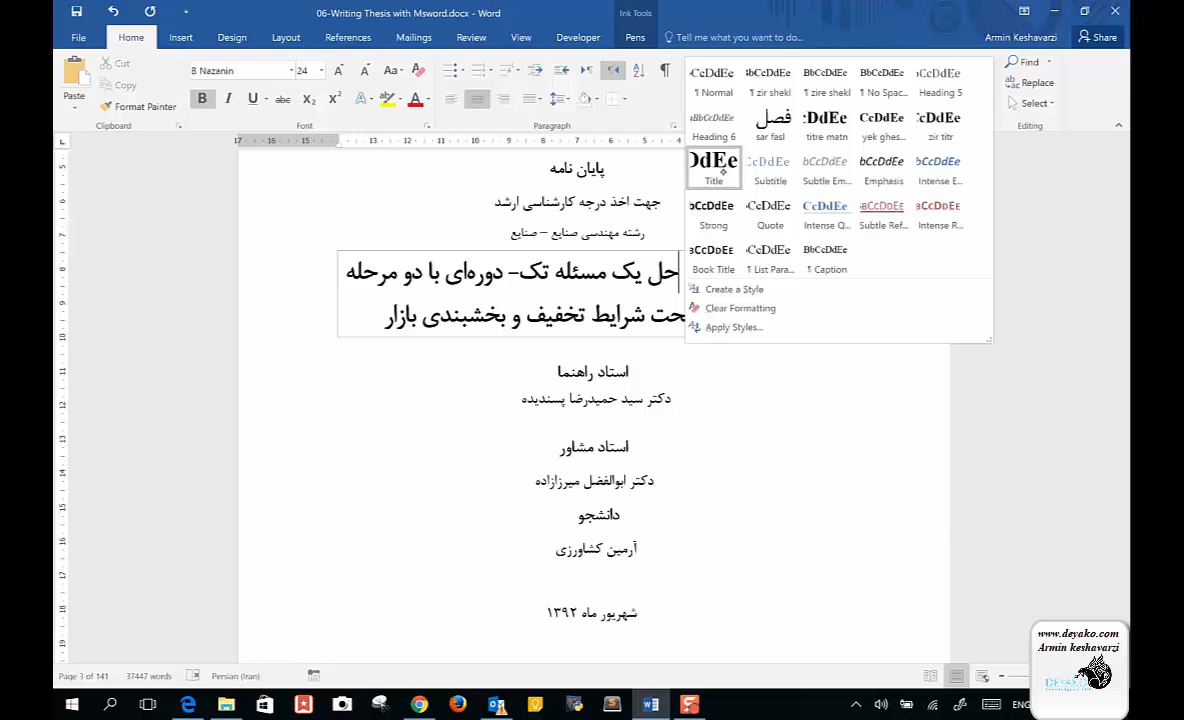 06-Writing Thesis with Msword.docx - Word
Ink Tools
File Home Insert Design Layout References Mailings Review View Developer Pens Tell me what you want to do...
Armin Keshavarzi Share
Paste Cut
Copy
Format Painter
Clipboard
B Nazanin 24
Font
Paragraph
¶ Normal ¶ zir shekl ¶ zire shekl ¶ No Spac... Heading 5
Heading 6 sar fasl titre matn yek ghes... zir titr
Title Subtitle Subtle Em... Emphasis Intense E...
Strong Quote Intense Q... Subtle Ref... Intense R...
Book Title ¶ List Para... ¶ Caption
Create a Style
Clear Formatting
Apply Styles...
Find
Replace
Select
Editing
پایان نامه
جهت اخذ درجه کارشناسی ارشد
رشته مهندسی صنایع – صنایع
حل یک مسئله تک- دوره‌ای با دو مرحله
حت شرایط تخفیف و بخشبندی بازار
استاد راهنما
دکتر سید حمیدرضا پسندیده
استاد مشاور
دکتر ابوالفضل میرزازاده
دانشجو
آرمین کشاورزی
شهریور ماه ۱۳۹۲
Page 3 of 141 37447 words Persian (Iran)
ENG
www.deyako.com
Armin keshavarzi
DEYAKO